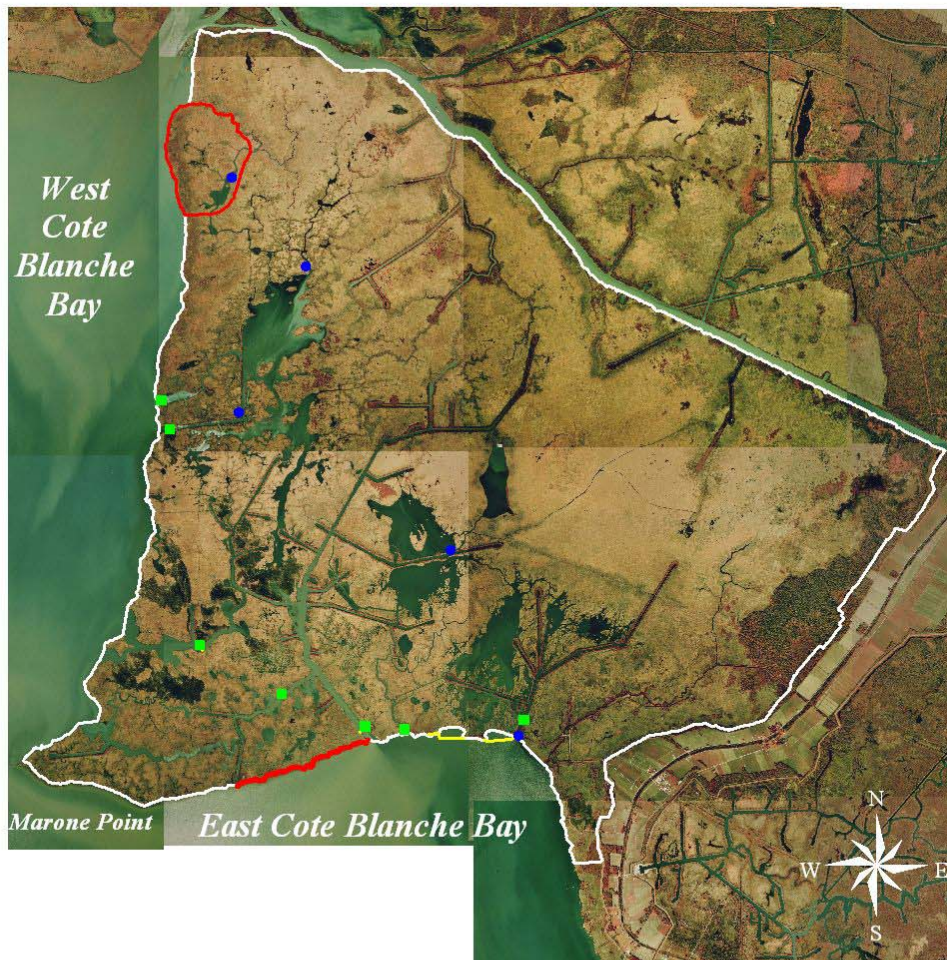 West
Cote
Blanche
Bay
Marone Point
East Cote Blanche Bay
N
W
E
S